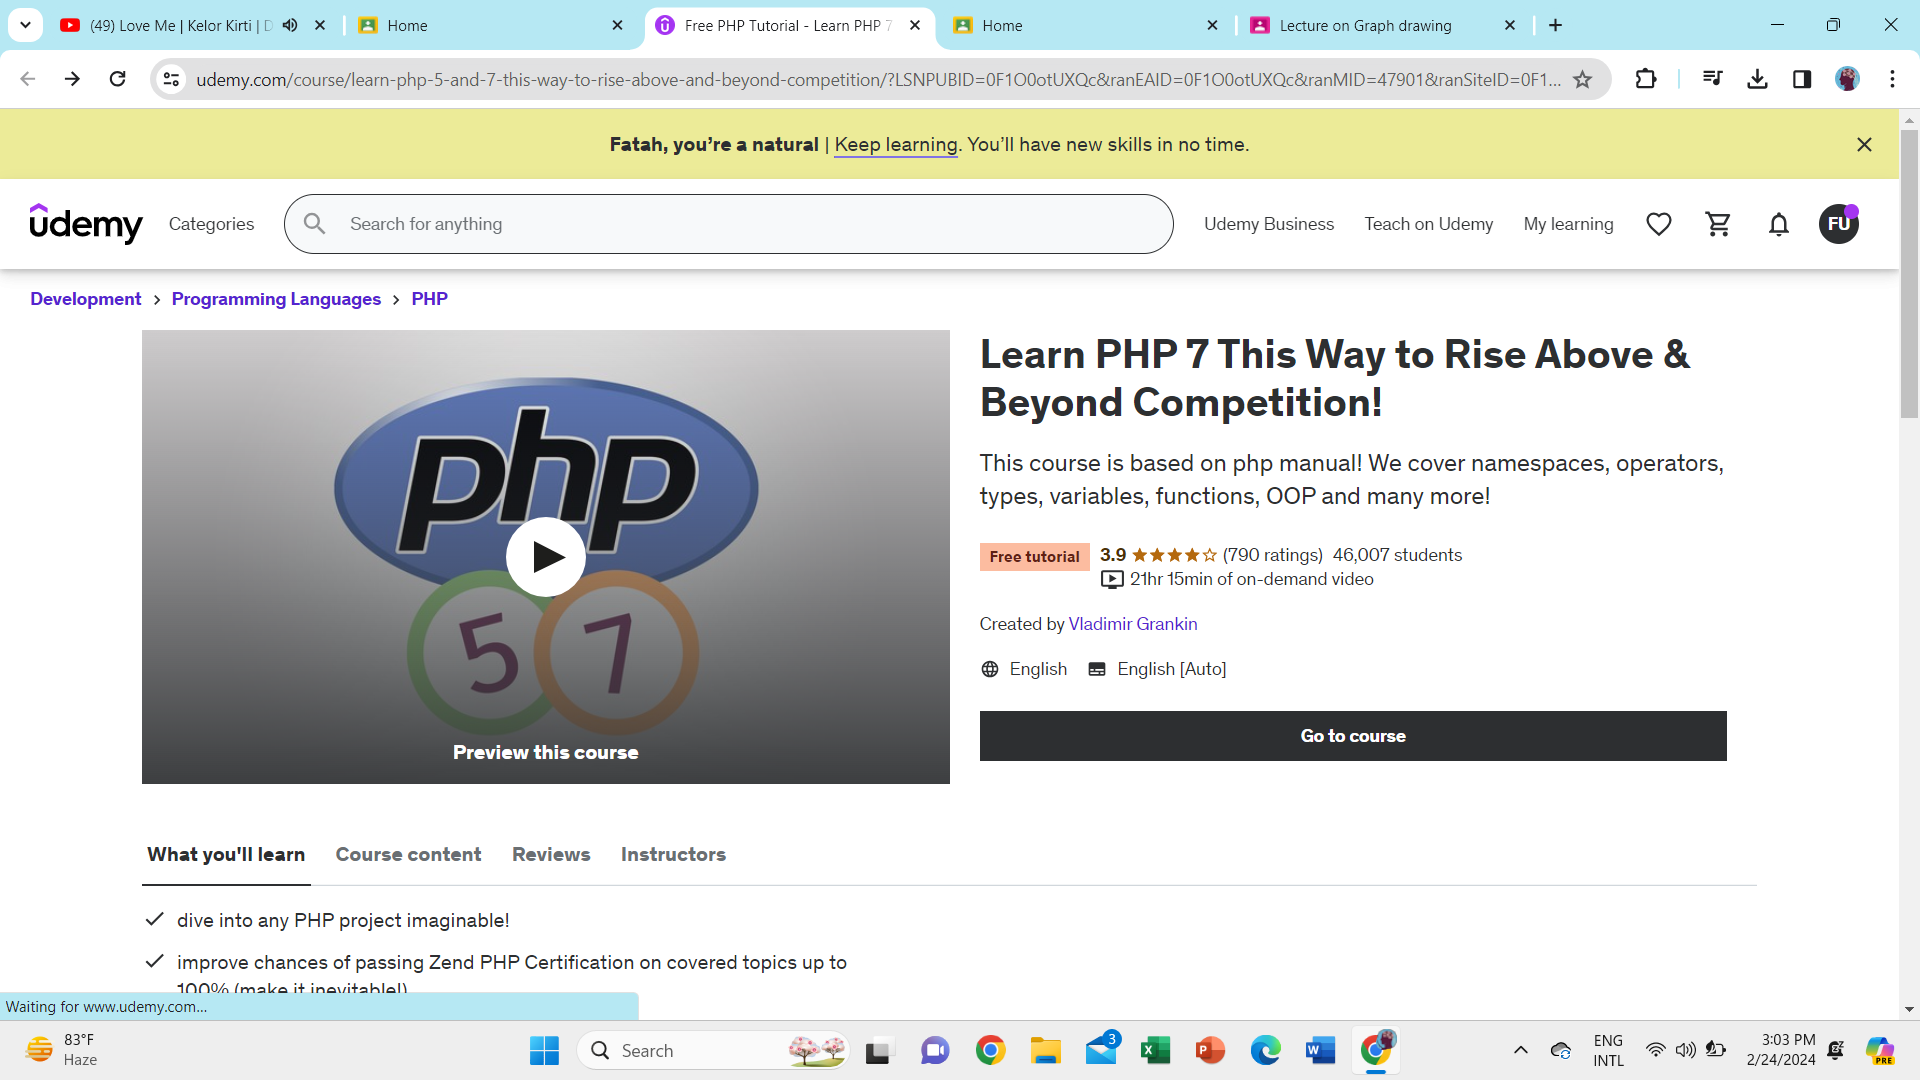 (49) Love Me | Kelor Kirti |
Home
Free PHP Tutorial - Learn PHP 7
Home
Lecture on Graph drawing
udemy.com/course/learn-php-5-and-7-this-way-to-rise-above-and-beyond-competition/?LSNPUBID=0F1O0otUXQc&ranEAID=0F1O0otUXQc&ranMID=47901&ranSiteID=0F1...
Fatah, you’re a natural | Keep learning. You’ll have new skills in no time.
udemy
Categories
Search for anything
Udemy Business
Teach on Udemy
My learning
FU
Development > Programming Languages > PHP
php
5 7
Preview this course
Learn PHP 7 This Way to Rise Above &
Beyond Competition!
This course is based on php manual! We cover namespaces, operators,
types, variables, functions, OOP and many more!
Free tutorial 3.9 (790 ratings) 46,007 students
21hr 15min of on-demand video
Created by Vladimir Grankin
English English [Auto]
Go to course
What you'll learn
Course content
Reviews
Instructors
dive into any PHP project imaginable!
improve chances of passing Zend PHP Certification on covered topics up to
100% (make it inevitable!)
Waiting for www.udemy.com...
83°F
Haze
Search
3
ENG
INTL
3:03 PM
2/24/2024
PRE